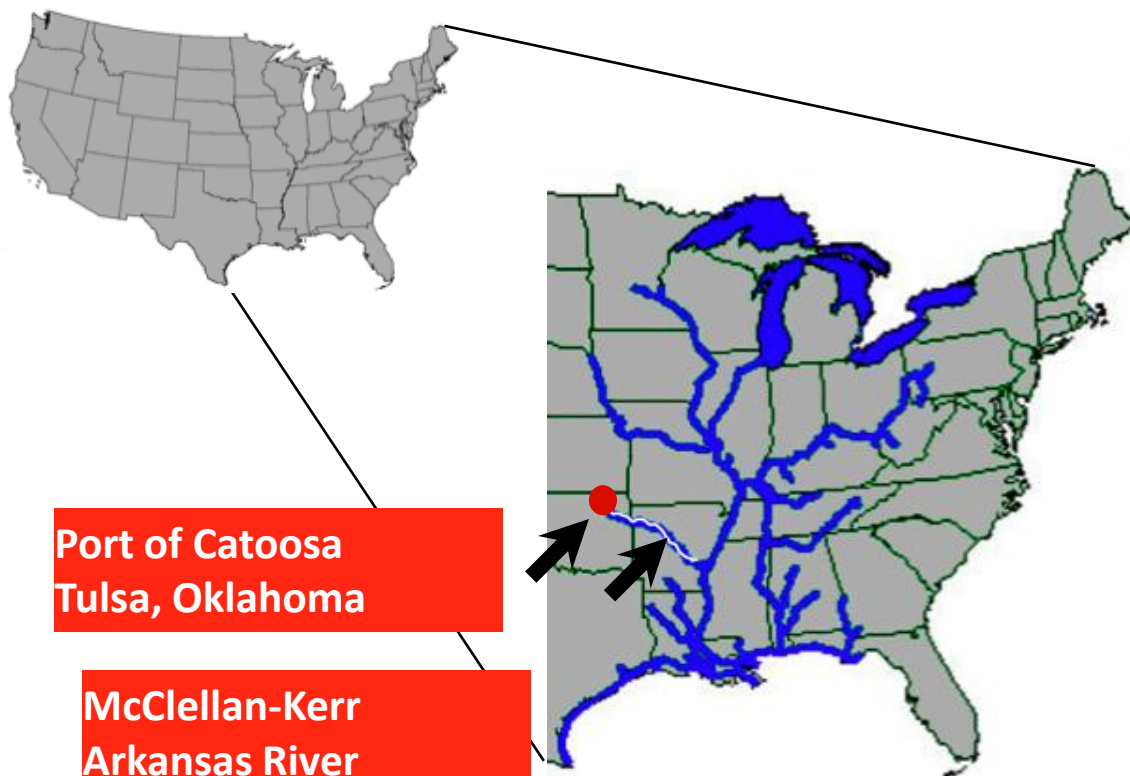 Port of Catoosa
Tulsa, Oklahoma
McClellan-Kerr
Arkansas River